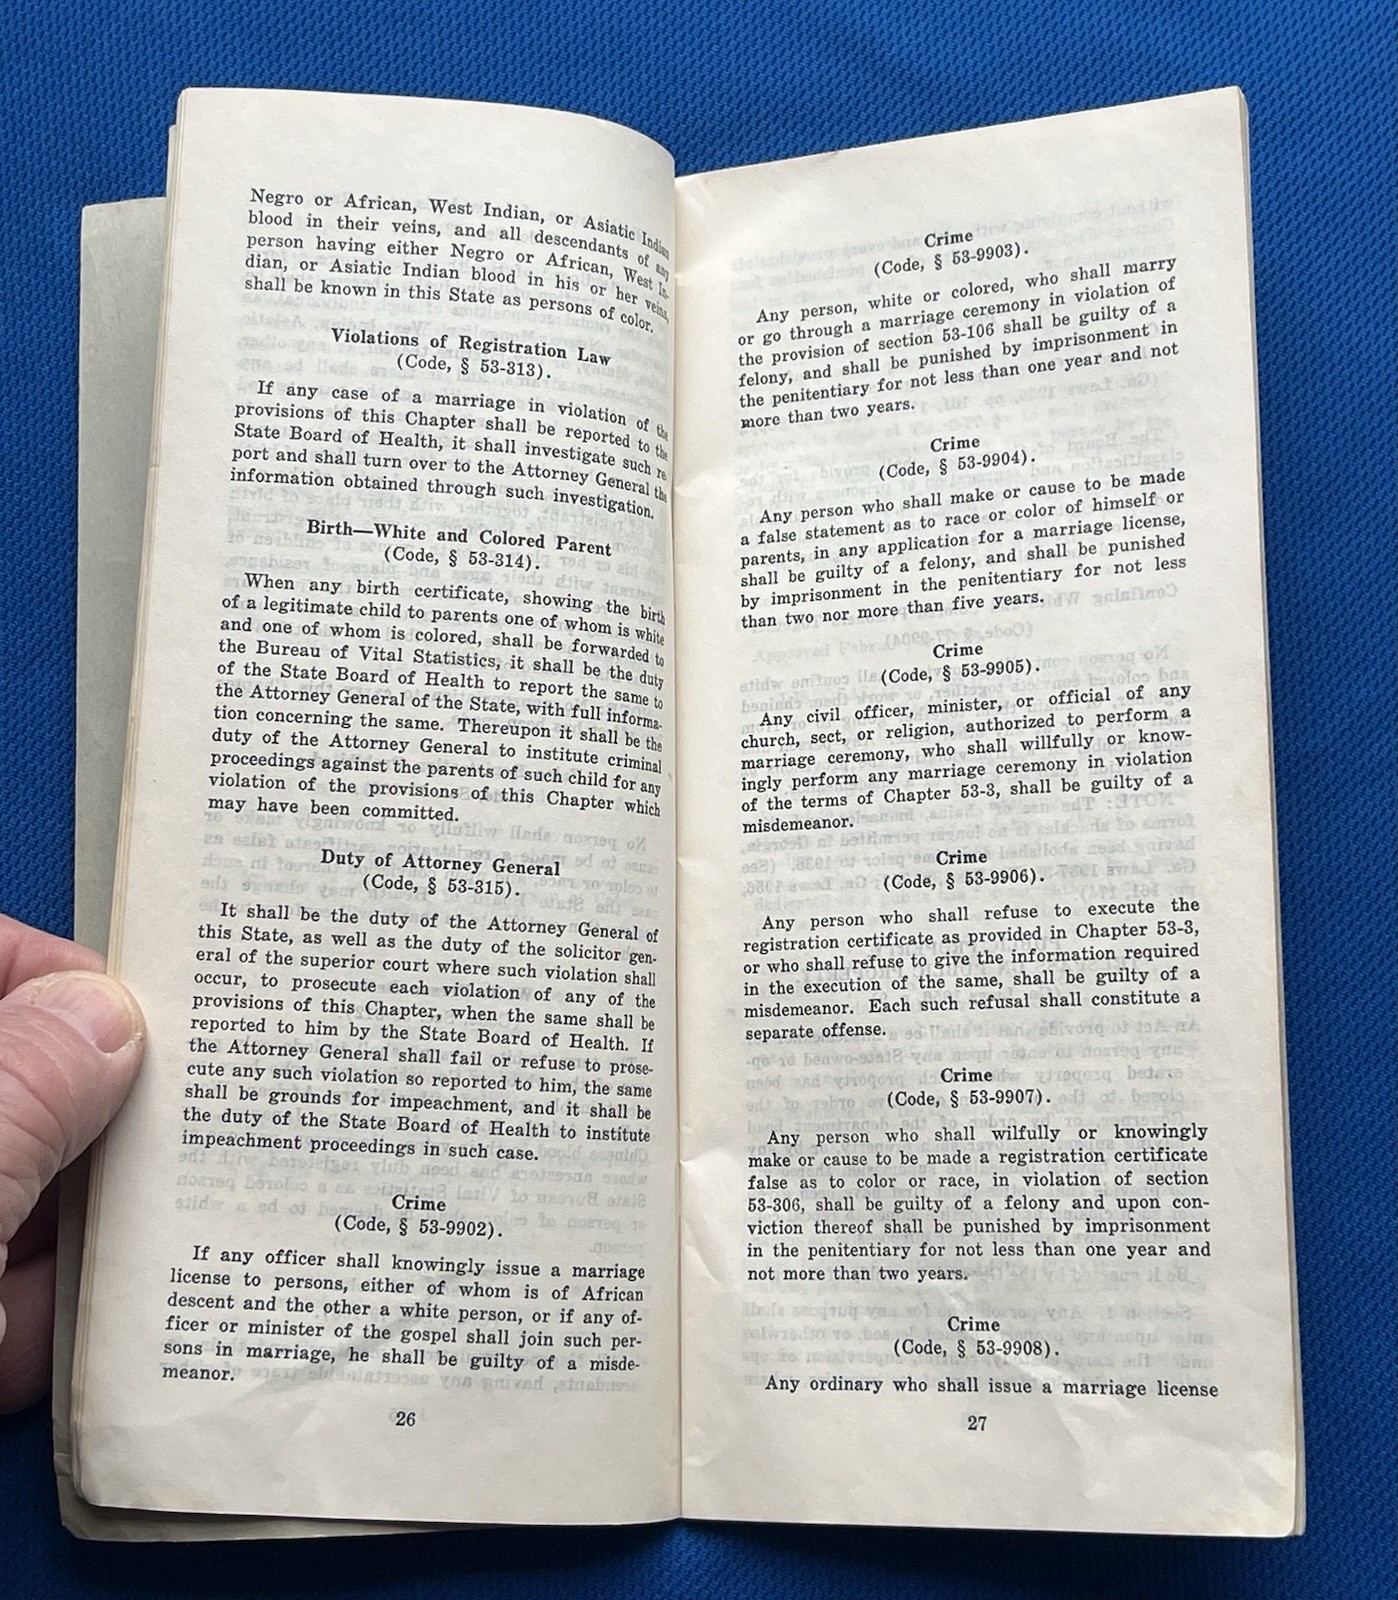 Negro or African, West Indian, or Asiatic Indian
blood in their veins, and all descendants of any
person having either Negro or African, West In-
dian, or Asiatic Indian blood in his or her veins,
shall be known in this State as persons of color.
Violations of Registration Law
(Code, § 53-313).
If any case of a marriage in violation of the
provisions of this Chapter shall be reported to the
State Board of Health, it shall investigate such re
port and shall turn over to the Attorney General the
information obtained through such investigation.
Birth—White and Colored Parent
(Code, § 53-314).
When any birth certificate, showing the birth
of a legitimate child to parents one of whom is white
and one of whom is colored, shall be forwarded to
the Bureau of Vital Statistics, it shall be the duty
of the State Board of Health to report the same to
the Attorney General of the State, with full informa-
tion concerning the same. Thereupon it shall be the
duty of the Attorney General to institute criminal
proceedings against the parents of such child for any
violation of the provisions of this Chapter which
may have been committed.
Duty of Attorney General
(Code, § 53-315).
It shall be the duty of the Attorney General of
this State, as well as the duty of the solicitor gen-
eral of the superior court where such violation shall
occur, to prosecute each violation of any of the
provisions of this Chapter, when the same shall be
reported to him by the State Board of Health. If
the Attorney General shall fail or refuse to prose-
cute any such violation so reported to him, the same
shall be grounds for impeachment, and it shall be
the duty of the State Board of Health to institute
impeachment proceedings in such case.
Crime
(Code, § 53-9902).
If any officer shall knowingly issue a marriage
license to persons, either of whom is of African
descent and the other a white person, or if any of-
ficer or minister of the gospel shall join such per-
sons in marriage, he shall be guilty of a misde-
meanor.
26
Crime
(Code, § 53-9903).
Any person, white or colored, who shall marry
or go through a marriage ceremony in violation of
the provision of section 53-106 shall be guilty of a
felony, and shall be punished by imprisonment in
the penitentiary for not less than one year and not
more than two years.
Crime
(Code, § 53-9904).
Any person who shall make or cause to be made
a false statement as to race or color of himself or
parents, in any application for a marriage license,
shall be guilty of a felony, and shall be punished
by imprisonment in the penitentiary for not less
than two nor more than five years.
Crime
(Code, § 53-9905).
Any civil officer, minister, or official of any
church, sect, or religion, authorized to perform a
marriage ceremony, who shall willfully or know-
ingly perform any marriage ceremony in violation
of the terms of Chapter 53-3, shall be guilty of a
misdemeanor.
Crime
(Code, § 53-9906).
Any person who shall refuse to execute the
registration certificate as provided in Chapter 53-3,
or who shall refuse to give the information required
in the execution of the same, shall be guilty of a
misdemeanor. Each such refusal shall constitute a
separate offense.
Crime
(Code, § 53-9907).
Any person who shall wilfully or knowingly
make or cause to be made a registration certificate
false as to color or race, in violation of section
53-306, shall be guilty of a felony and upon con-
viction thereof shall be punished by imprisonment
in the penitentiary for not less than one year and
not more than two years.
Crime
(Code, § 53-9908).
Any ordinary who shall issue a marriage license
27